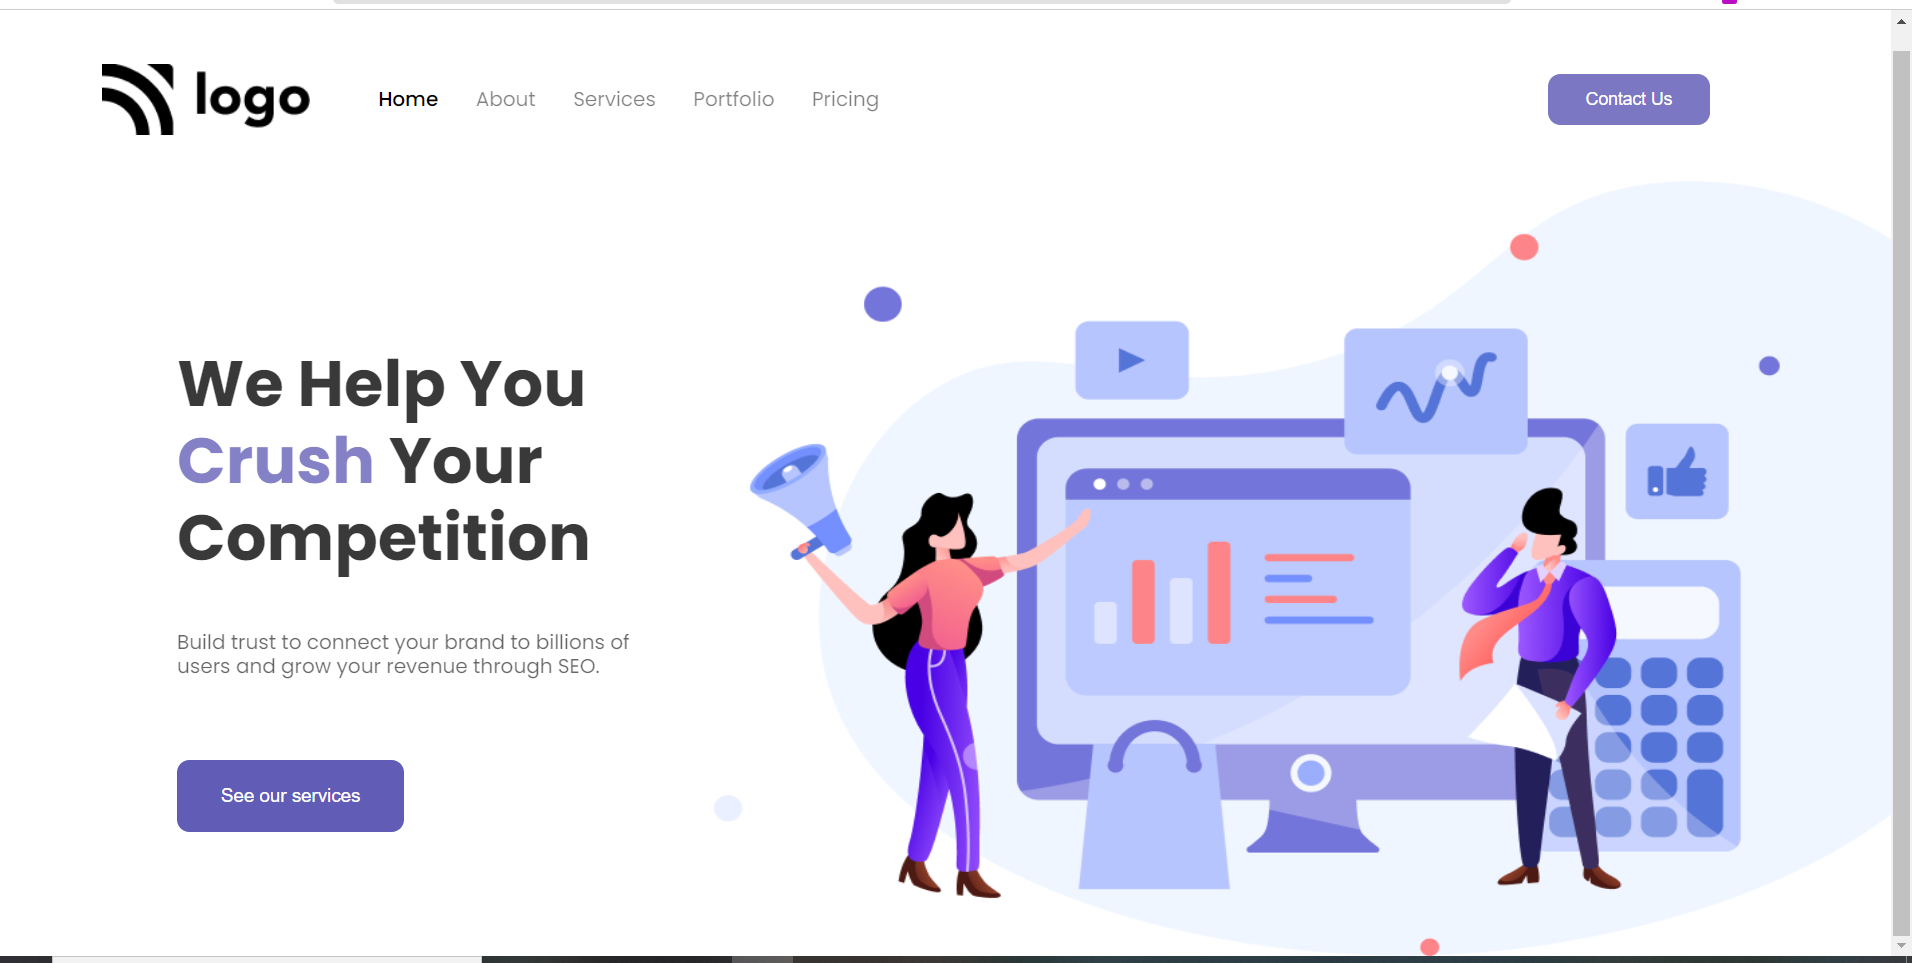 logo
Home About Services Portfolio Pricing
Contact Us
We Help You
Crush Your
Competition
Build trust to connect your brand to billions of
users and grow your revenue through SEO.
See our services